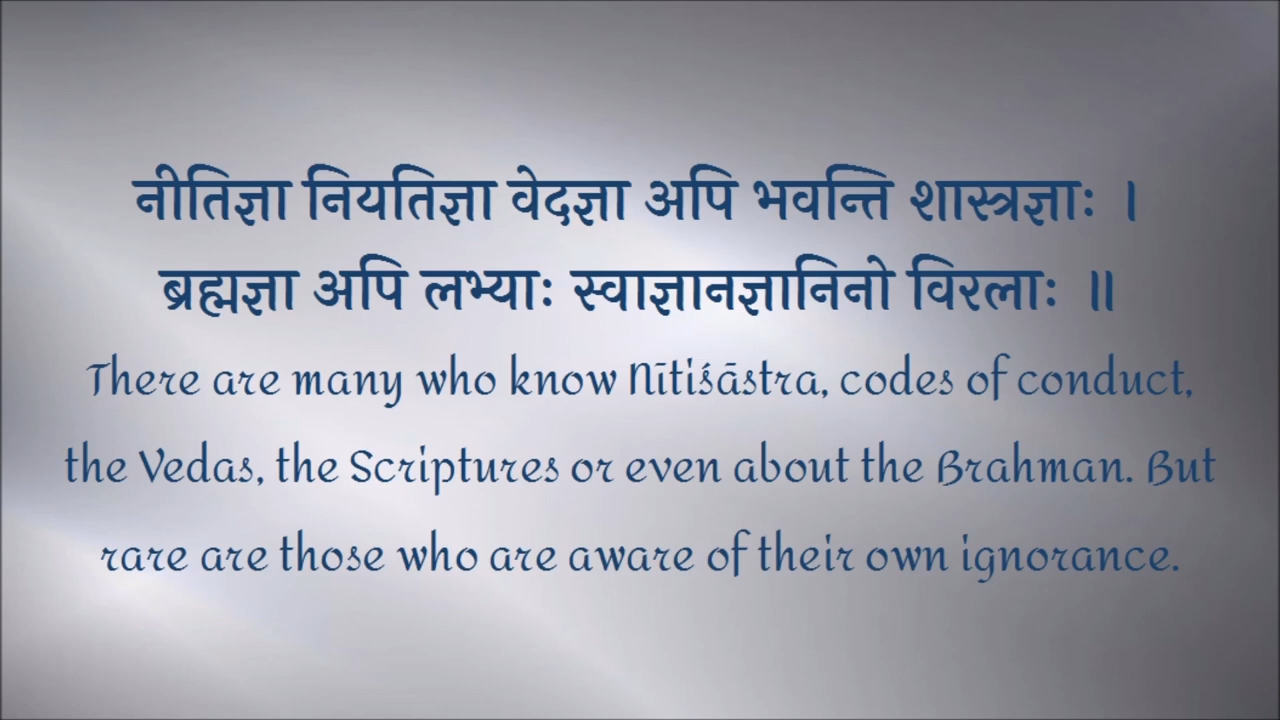 नीतिज्ञा नियतिज्ञा वेदज्ञा अपि भवन्ति शास्त्रज्ञाः ।
ब्रह्मज्ञा अपि लभ्याः स्वाज्ञानज्ञानिनो विरलाः ॥
There are many who know Nītiśāstra, codes of conduct,
the Vedas, the Scriptures or even about the Brahman. But
rare are those who are aware of their own ignorance.